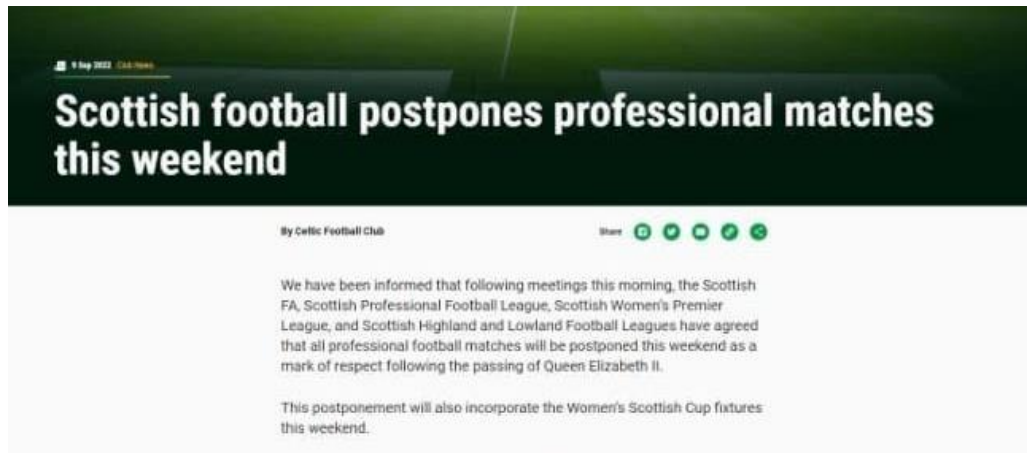 9 Sep 2022 Club News
Scottish football postpones professional matches
this weekend
By Celtic Football Club
Share
We have been informed that following meetings this morning, the Scottish
FA, Scottish Professional Football League, Scottish Women's Premier
League, and Scottish Highland and Lowland Football Leagues have agreed
that all professional football matches will be postponed this weekend as a
mark of respect following the passing of Queen Elizabeth II.
This postponement will also incorporate the Women's Scottish Cup fixtures
this weekend.